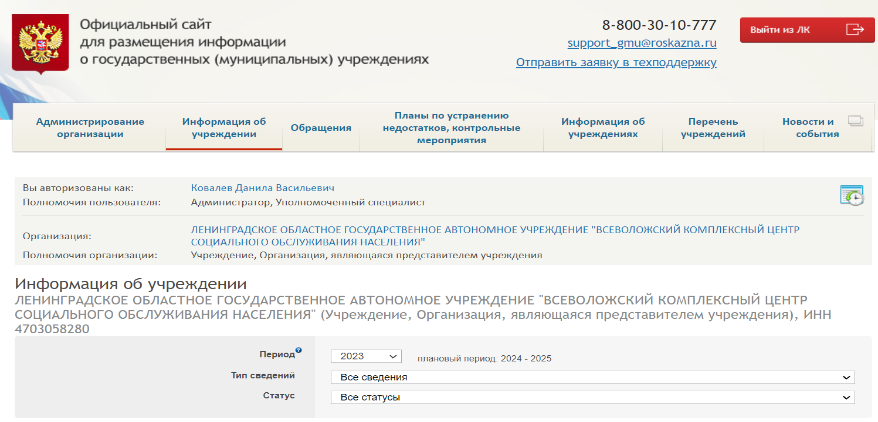 Официальный сайт
для размещения информации
о государственных (муниципальных) учреждениях
8-800-30-10-777
support_gmu@roskazna.ru
Отправить заявку в техподдержку
Выйти из ЛК
Администрирование организации
Информация об учреждении
Обращения
Планы по устранению недостатков, контрольные мероприятия
Информация об учреждениях
Перечень учреждений
Новости и события
Вы авторизованы как: Ковалев Данила Васильевич
Полномочия пользователя: Администратор, Уполномоченный специалист
Организация: ЛЕНИНГРАДСКОЕ ОБЛАСТНОЕ ГОСУДАРСТВЕННОЕ АВТОНОМНОЕ УЧРЕЖДЕНИЕ "ВСЕВОЛОЖСКИЙ КОМПЛЕКСНЫЙ ЦЕНТР
СОЦИАЛЬНОГО ОБСЛУЖИВАНИЯ НАСЕЛЕНИЯ"
Полномочия организации: Учреждение, Организация, являющаяся представителем учреждения
Информация об учреждении
ЛЕНИНГРАДСКОЕ ОБЛАСТНОЕ ГОСУДАРСТВЕННОЕ АВТОНОМНОЕ УЧРЕЖДЕНИЕ "ВСЕВОЛОЖСКИЙ КОМПЛЕКСНЫЙ ЦЕНТР
СОЦИАЛЬНОГО ОБСЛУЖИВАНИЯ НАСЕЛЕНИЯ" (Учреждение, Организация, являющаяся представителем учреждения), ИНН
4703058280
Период 2023 плановый период: 2024 - 2025
Тип сведений Все сведения
Статус Все статусы